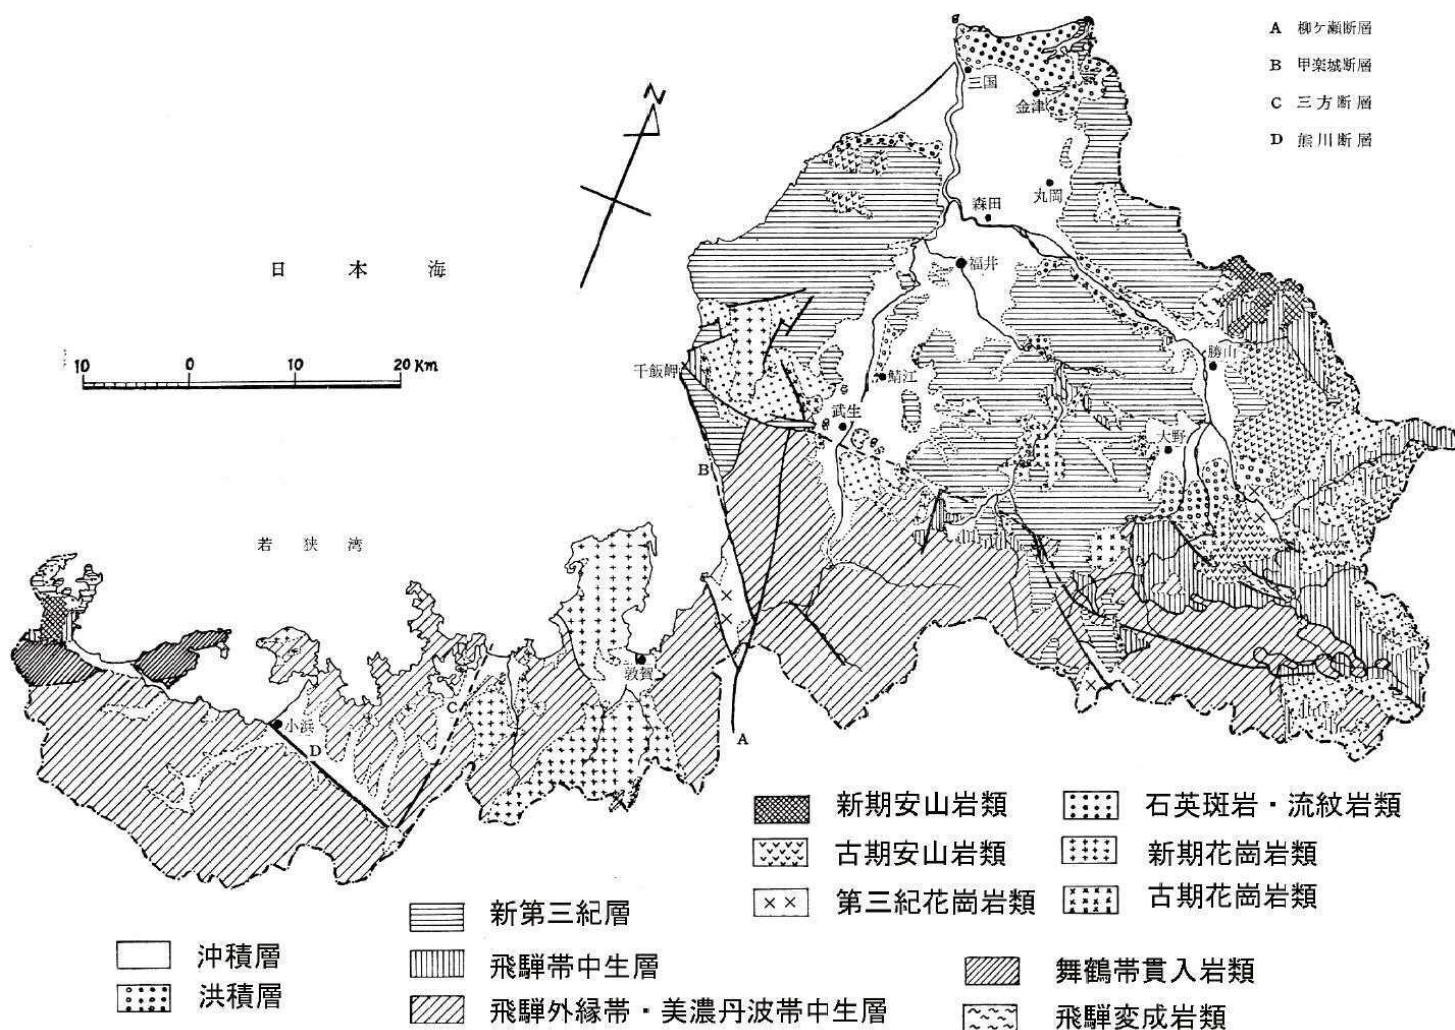 A 柳ケ瀬断層
B 甲楽城断層
C 三方断層
D 熊川断層
N
三国
金津
丸岡
森田
福井
日本海
10 0 10 20 Km
勝山
千飯岬
鯖江
武生
大野
B
若狭湾
敦賀
C
小浜
D
A
新期安山岩類
石英斑岩・流紋岩類
古期安山岩類
新期花崗岩類
第三紀花崗岩類
古期花崗岩類
新第三紀層
沖積層
飛騨帯中生層
舞鶴帯貫入岩類
洪積層
飛騨外縁帯・美濃丹波帯中生層
飛騨変成岩類